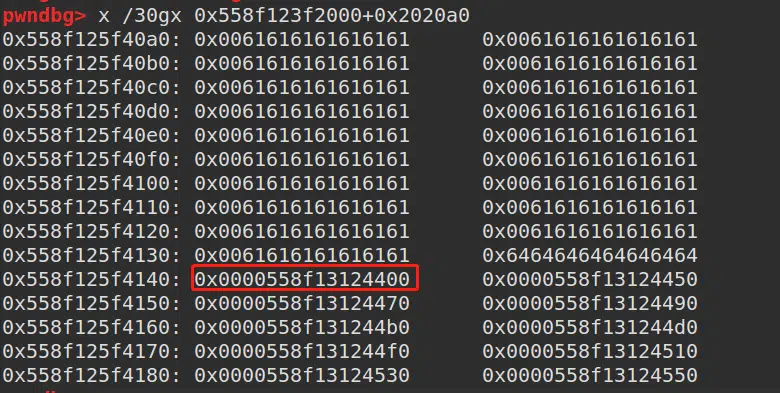 pwndbg> x /30gx 0x558f123f2000+0x2020a0
0x558f125f40a0: 0x0061616161616161 0x0061616161616161
0x558f125f40b0: 0x0061616161616161 0x0061616161616161
0x558f125f40c0: 0x0061616161616161 0x0061616161616161
0x558f125f40d0: 0x0061616161616161 0x0061616161616161
0x558f125f40e0: 0x0061616161616161 0x0061616161616161
0x558f125f40f0: 0x0061616161616161 0x0061616161616161
0x558f125f4100: 0x0061616161616161 0x0061616161616161
0x558f125f4110: 0x0061616161616161 0x0061616161616161
0x558f125f4120: 0x0061616161616161 0x0061616161616161
0x558f125f4130: 0x0061616161616161 0x6464646464646464
0x558f125f4140: 0x0000558f13124400 0x0000558f13124450
0x558f125f4150: 0x0000558f13124470 0x0000558f13124490
0x558f125f4160: 0x0000558f131244b0 0x0000558f131244d0
0x558f125f4170: 0x0000558f131244f0 0x0000558f13124510
0x558f125f4180: 0x0000558f13124530 0x0000558f13124550